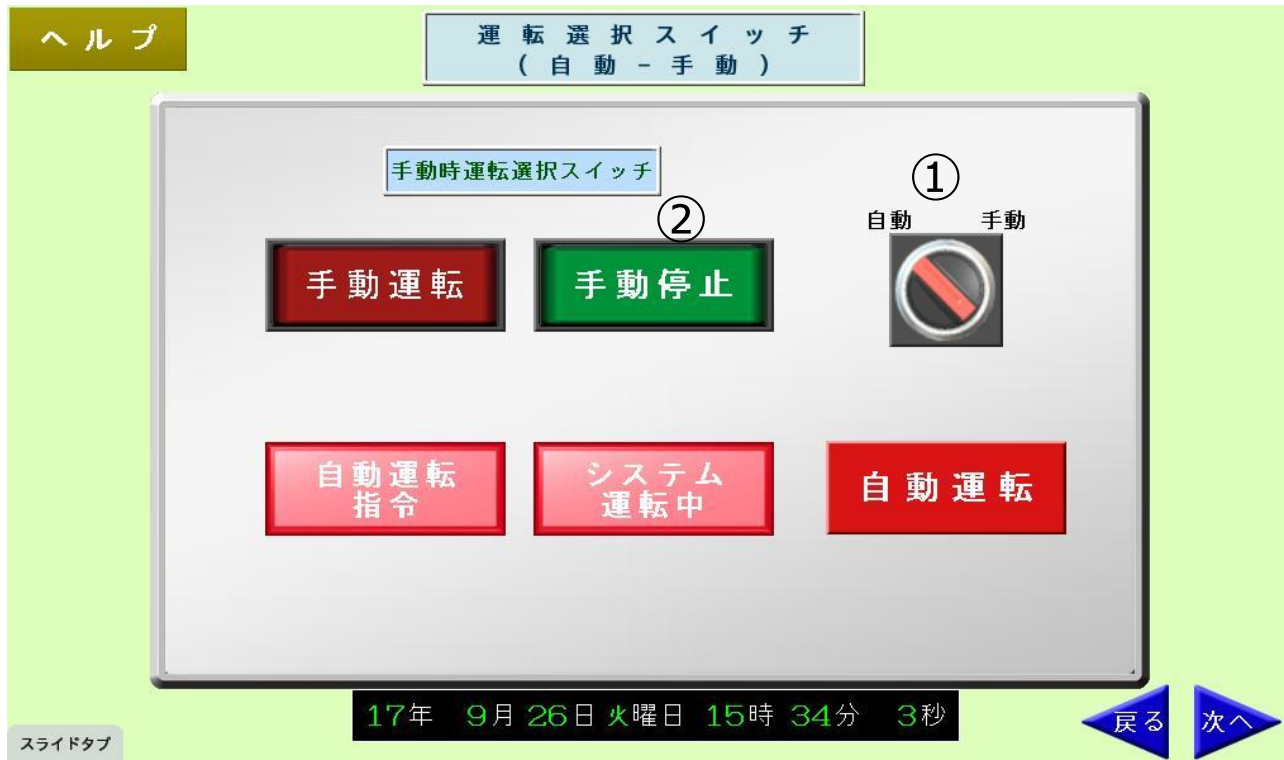 ヘルプ
運転選択スイッチ
(自動-手動)
手動時運転選択スイッチ
①
②
自動 手動
手動運転
手動停止
自動運転
指令
システム
運転中
自動運転
17年 9月26日火曜日 15時34分 3秒
戻る
次へ
スライドタブ